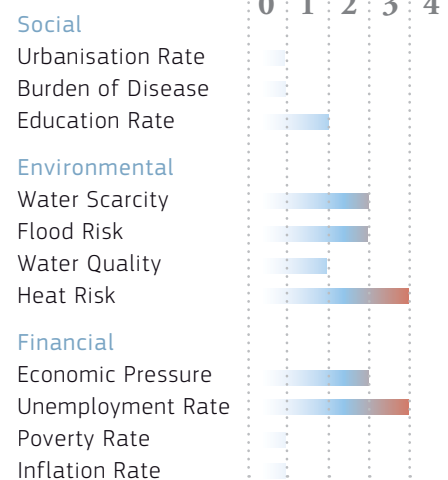 0 1 2 3 4
Social
Urbanisation Rate
Burden of Disease
Education Rate
Environmental
Water Scarcity
Flood Risk
Water Quality
Heat Risk
Financial
Economic Pressure
Unemployment Rate
Poverty Rate
Inflation Rate